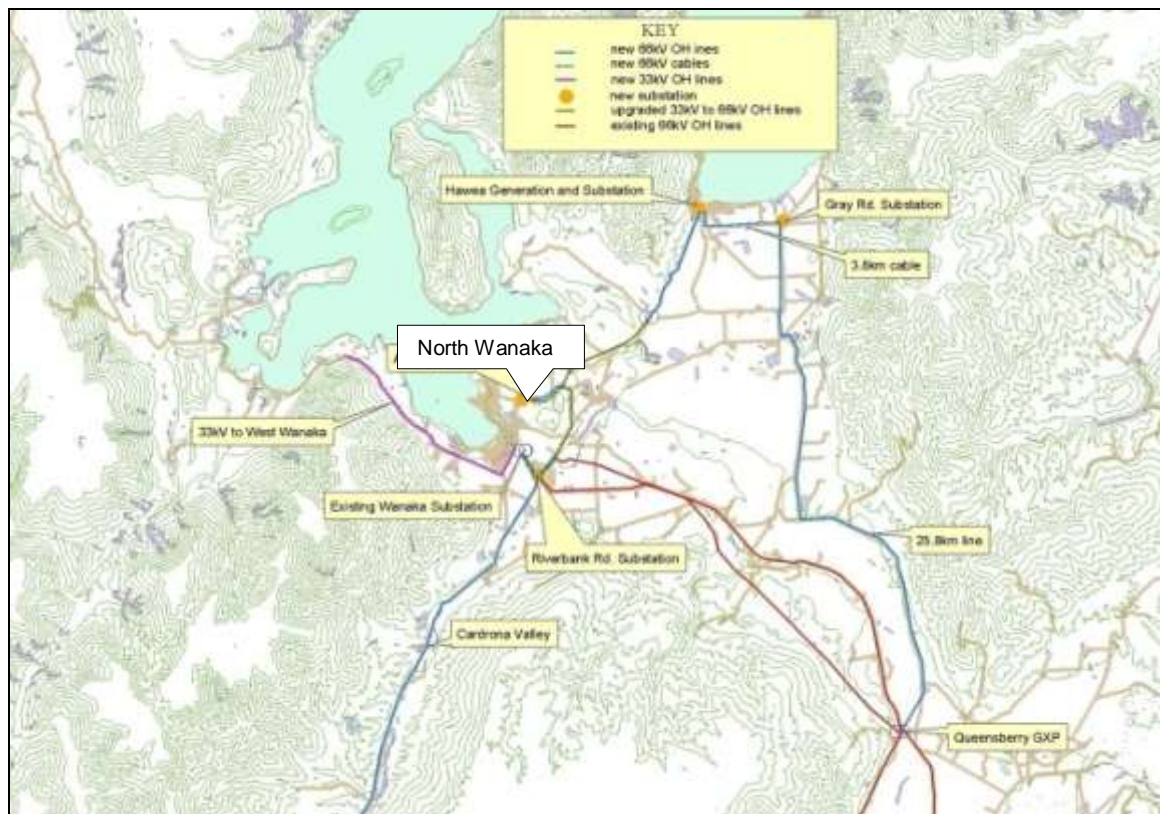 KEY
new 66kV OH ines
new 66kV cables
new 33kV OH lines
new substation
upgraded 33kV to 66kV OH lines
existing 66kV OH lines
Hawea Generation and Substation
Gray Rd. Substation
3.8km cable
North Wanaka
33kV to West Wanaka
Existing Wanaka Substation
25.8km line
Riverbank Rd. Substation
Cardrona Valley
Queensberry GXP